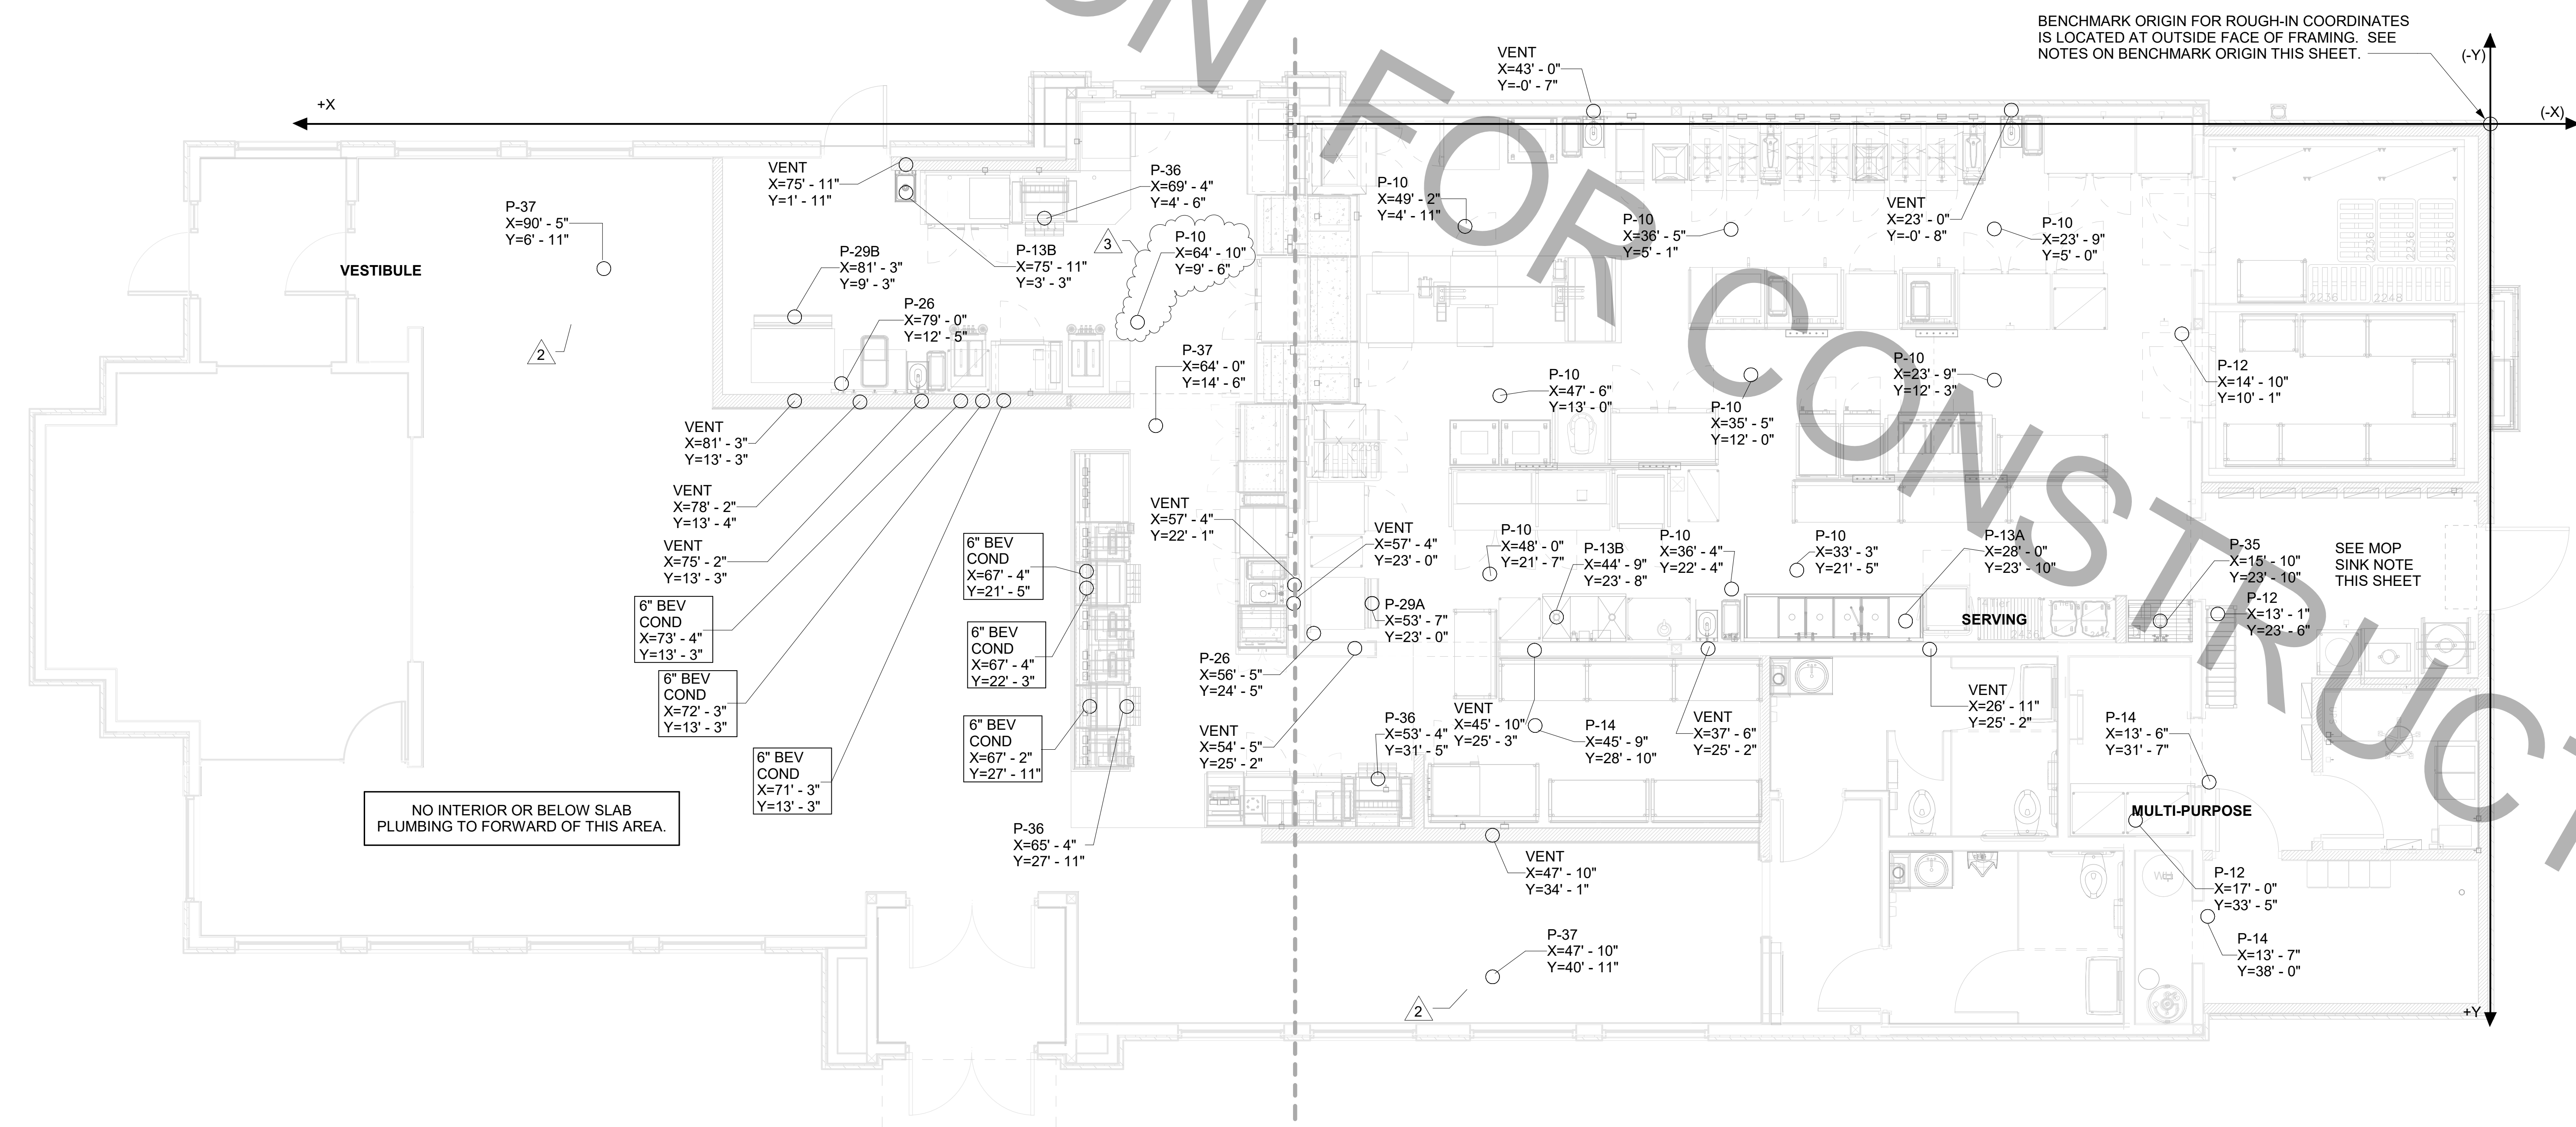 BENCHMARK ORIGIN FOR ROUGH-IN COORDINATES
IS LOCATED AT OUTSIDE FACE OF FRAMING. SEE
NOTES ON BENCHMARK ORIGIN THIS SHEET.
(-Y)
(-X)
+X
VENT
X=43' - 0"
Y=-0' - 7"
VENT
X=75' - 11"
Y=1' - 11"
P-36
X=69' - 4"
Y=4' - 6"
P-10
X=49' - 2"
Y=4' - 11"
P-37
X=90' - 5"
Y=6' - 11"
P-10
X=36' - 5"
Y=5' - 1"
VENT
X=23' - 0"
Y=-0' - 8"
P-10
X=23' - 9"
Y=5' - 0"
3
P-10
X=64' - 10"
Y=9' - 6"
P-29B
X=81' - 3"
Y=9' - 3"
P-13B
X=75' - 11"
Y=3' - 3"
VESTIBULE
2236
2236
2236
2236
2248
P-26
X=79' - 0"
Y=12' - 5"
2
P-37
X=64' - 0"
Y=14' - 6"
P-10
X=47' - 6"
Y=13' - 0"
P-10
X=35' - 5"
Y=12' - 0"
P-10
X=23' - 9"
Y=12' - 3"
P-12
X=14' - 10"
Y=10' - 1"
VENT
X=81' - 3"
Y=13' - 3"
VENT
X=78' - 2"
Y=13' - 4"
VENT
X=75' - 2"
Y=13' - 3"
VENT
X=57' - 4"
Y=22' - 1"
VENT
X=57' - 4"
Y=23' - 0"
6" BEV
COND
X=67' - 4"
Y=21' - 5"
P-10
X=48' - 0"
Y=21' - 7"
P-13B
X=44' - 9"
Y=23' - 8"
P-10
X=36' - 4"
Y=22' - 4"
P-10
X=33' - 3"
Y=21' - 5"
P-13A
X=28' - 0"
Y=23' - 10"
P-35
X=15' - 10"
Y=23' - 10"
SEE MOP
SINK NOTE
THIS SHEET
6" BEV
COND
X=73' - 4"
Y=13' - 3"
P-29A
X=53' - 7"
Y=23' - 0"
P-12
X=13' - 1"
Y=23' - 6"
SERVING
6" BEV
COND
X=67' - 4"
Y=22' - 3"
6" BEV
COND
X=72' - 3"
Y=13' - 3"
P-26
X=56' - 5"
Y=24' - 5"
VENT
X=26' - 11"
Y=25' - 2"
6" BEV
COND
X=67' - 2"
Y=27' - 11"
VENT
X=54' - 5"
Y=25' - 2"
P-36
X=53' - 4"
Y=31' - 5"
VENT
X=45' - 10"
Y=25' - 3"
P-14
X=45' - 9"
Y=28' - 10"
VENT
X=37' - 6"
Y=25' - 2"
P-14
X=13' - 6"
Y=31' - 7"
6" BEV
COND
X=71' - 3"
Y=13' - 3"
MULTI-PURPOSE
NO INTERIOR OR BELOW SLAB
PLUMBING TO FORWARD OF THIS AREA.
P-36
X=65' - 4"
Y=27' - 11"
VENT
X=47' - 10"
Y=34' - 1"
P-12
X=17' - 0"
Y=33' - 5"
P-37
X=47' - 10"
Y=40' - 11"
P-14
X=13' - 7"
Y=38' - 0"
2
+Y
FOR CONSTRUCT